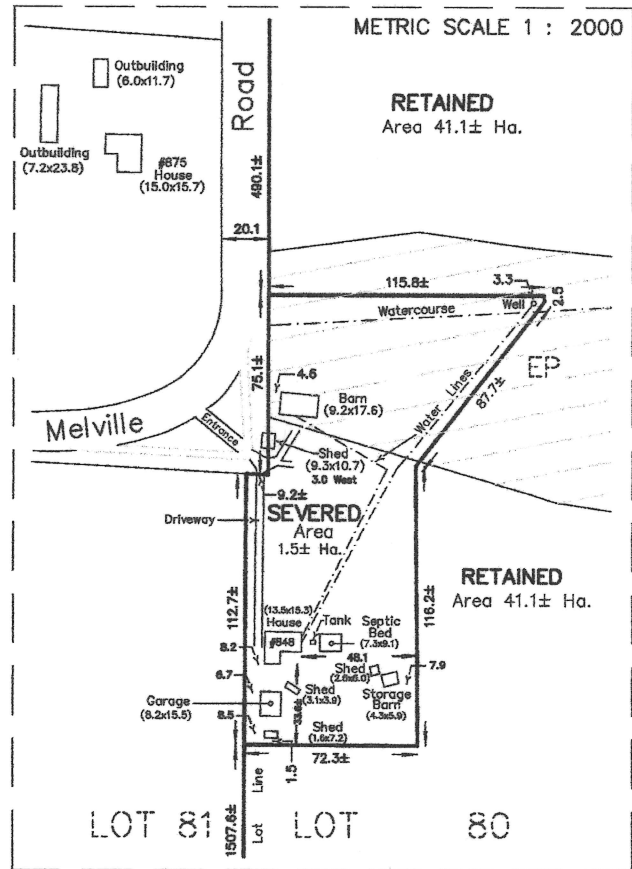 METRIC SCALE 1 : 2000
Outbuilding
(6.0x11.7)
Road
RETAINED
Area 41.1± Ha.
Outbuilding
(7.2x23.8)
#875
House
(15.0x15.7)
490.1±
20.1
115.8±
3.3
Well
2.5
Watercourse
EP
75.1±
4.6
Barn
(9.2x17.6)
Water Lines
87.7±
Melville
Entrance
Shed
(9.3x10.7)
3.0 West
9.2±
Driveway
SEVERED
Area
1.5± Ha.
RETAINED
Area 41.1± Ha.
112.7±
116.2±
(13.5x15.3)
House
#848
Tank
Septic
Bed
(7.3x9.1)
8.2
48.1
6.7
Shed
(2.6x6.0)
7.9
Storage
Barn
(4.3x5.9)
Garage
(8.2x15.5)
Shed
(3.1x3.9)
33.6±
8.5
Shed
(1.6x7.2)
1.5
72.3±
1507.6±
Lot Line
LOT 81
LOT 80